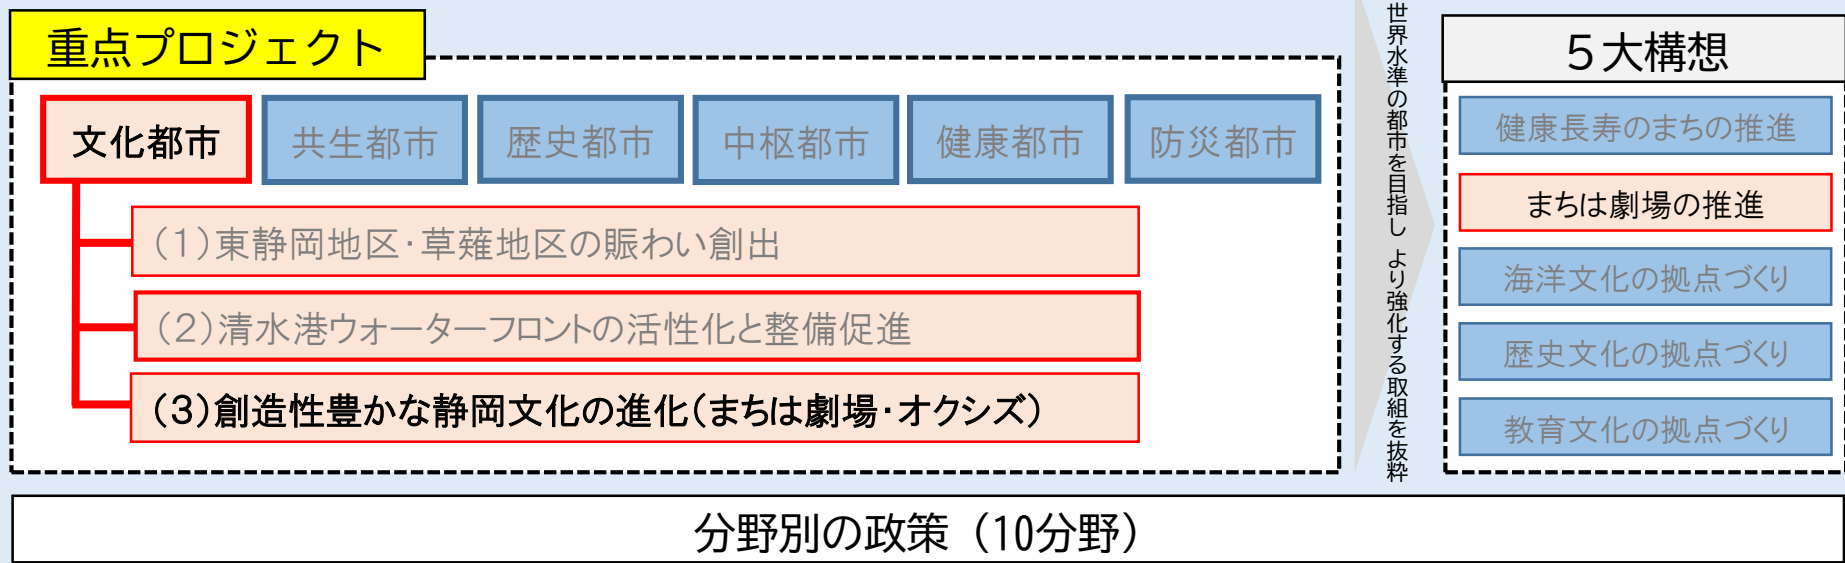 重点プロジェクト
文化都市
共生都市
歴史都市
中枢都市
健康都市
防災都市
(1)東静岡地区・草薙地区の賑わい創出
(2)清水港ウォーターフロントの活性化と整備促進
(3)創造性豊かな静岡文化の進化(まちは劇場・オクシズ)
世界水準の都市を目指し より強化する取組を抜粋
５大構想
健康長寿のまちの推進
まちは劇場の推進
海洋文化の拠点づくり
歴史文化の拠点づくり
教育文化の拠点づくり
分野別の政策（10分野）